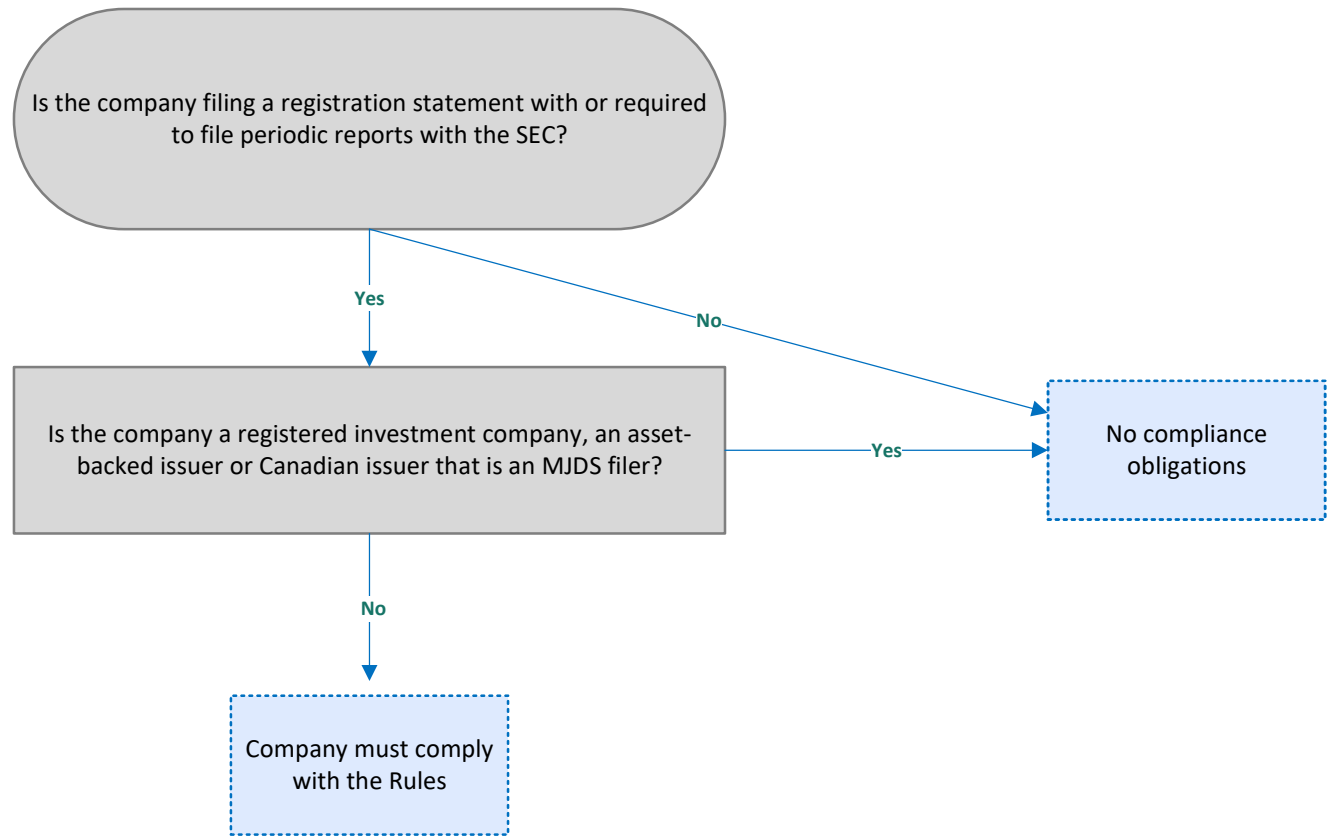 Is the company filing a registration statement with or required
to file periodic reports with the SEC?
Yes
No
Is the company a registered investment company, an asset-
backed issuer or Canadian issuer that is an MJDS filer?
Yes
No compliance
obligations
No
Company must comply
with the Rules